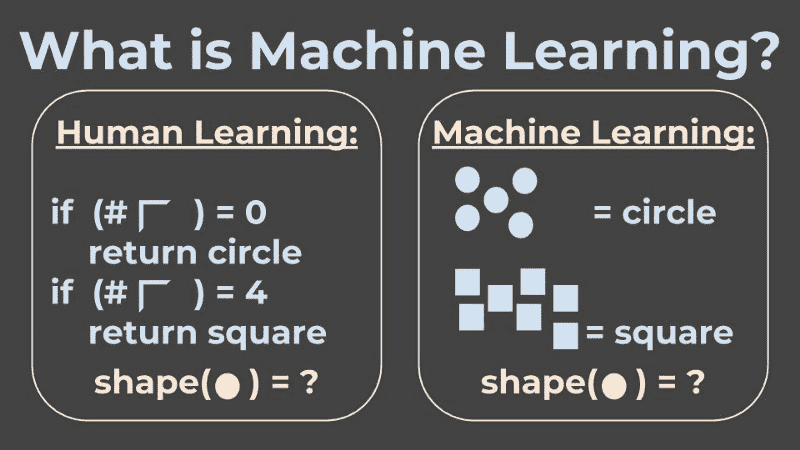 What is Machine Learning?
Human Learning:
if (# ) = 0
return circle
if (# ) = 4
return square
shape( ) = ?
Machine Learning:
= circle
= square
shape( ) = ?